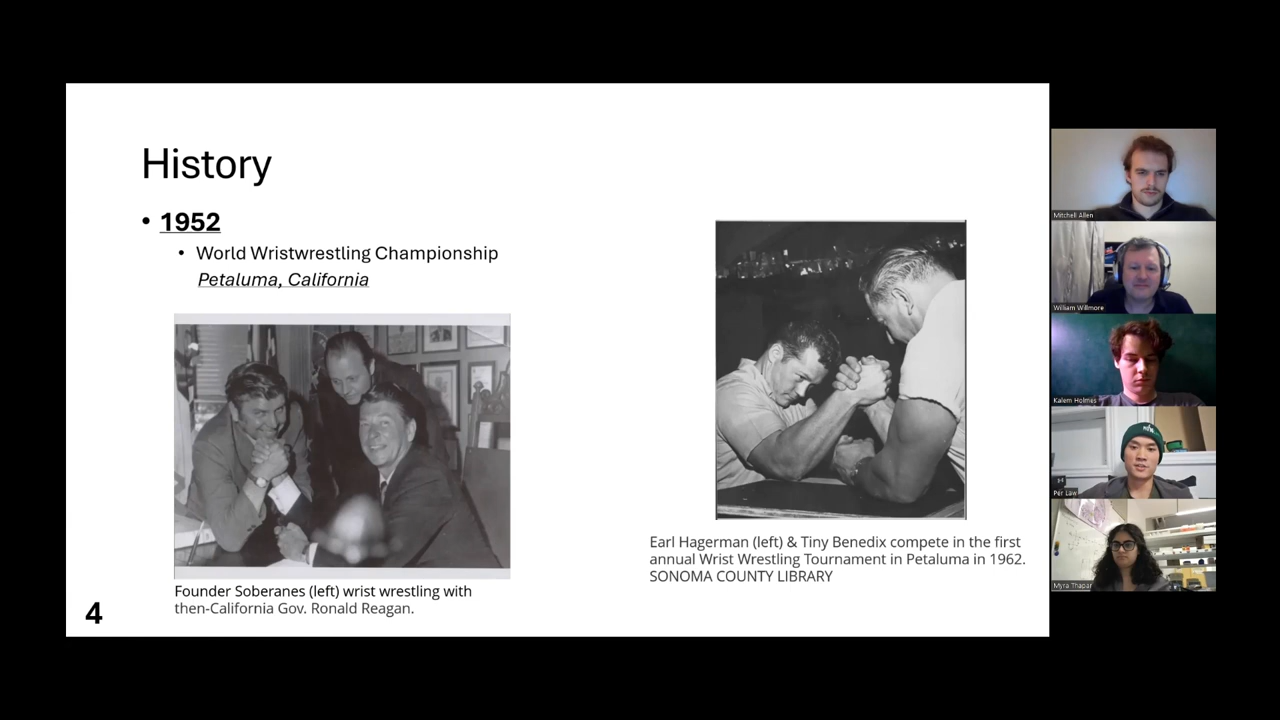 History
• 1952
• World Wristwrestling Championship
Petaluma, California
Founder Soberanes (left) wrist wrestling with
then-California Gov. Ronald Reagan.
Earl Hagerman (left) & Tiny Benedix compete in the first
annual Wrist Wrestling Tournament in Petaluma in 1962.
SONOMA COUNTY LIBRARY
4
Mitchell Allen
William Willmore
Kalem Holmes
Per Law
Myra Thapar